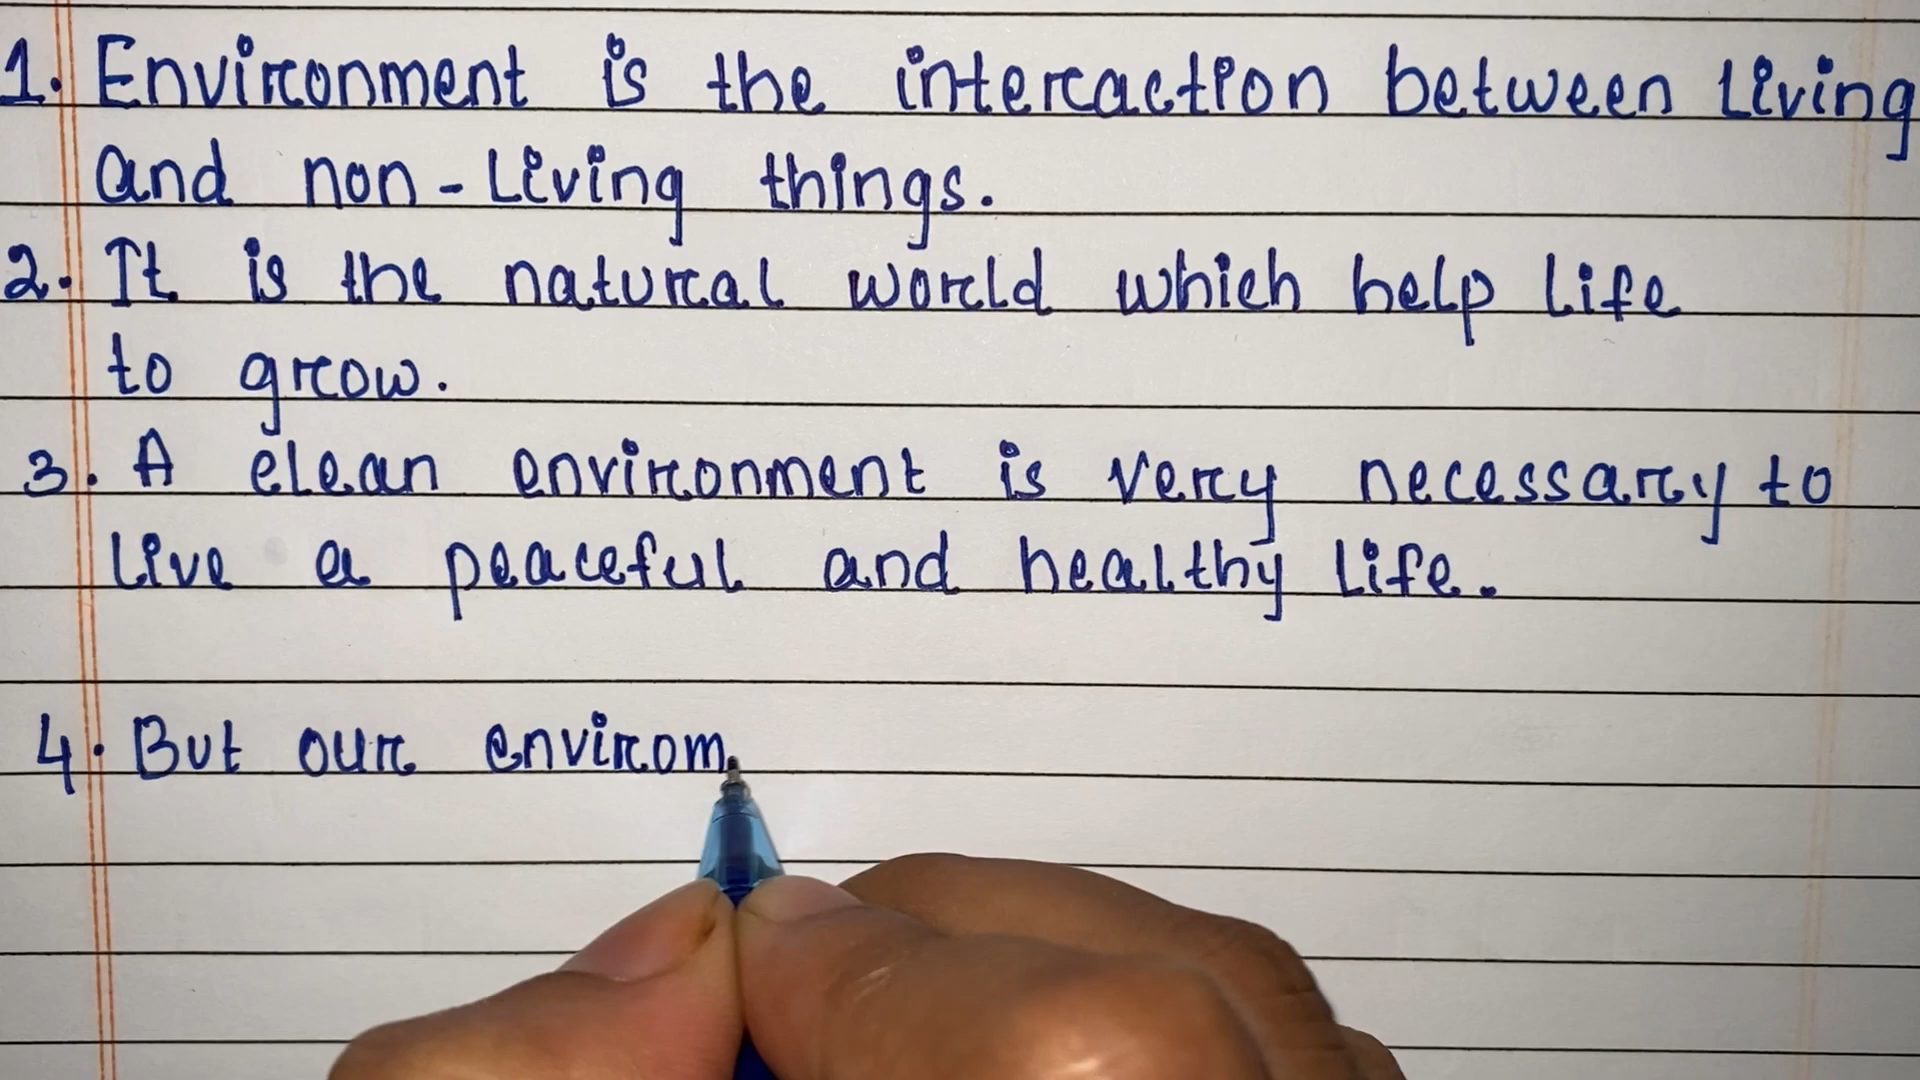 1. Environment is the interaction between living
and non-living things.
2. It is the natural world which help life
to grow.
3. A clean environment is very necessary to
live a peaceful and healthy life.
4. But our environm